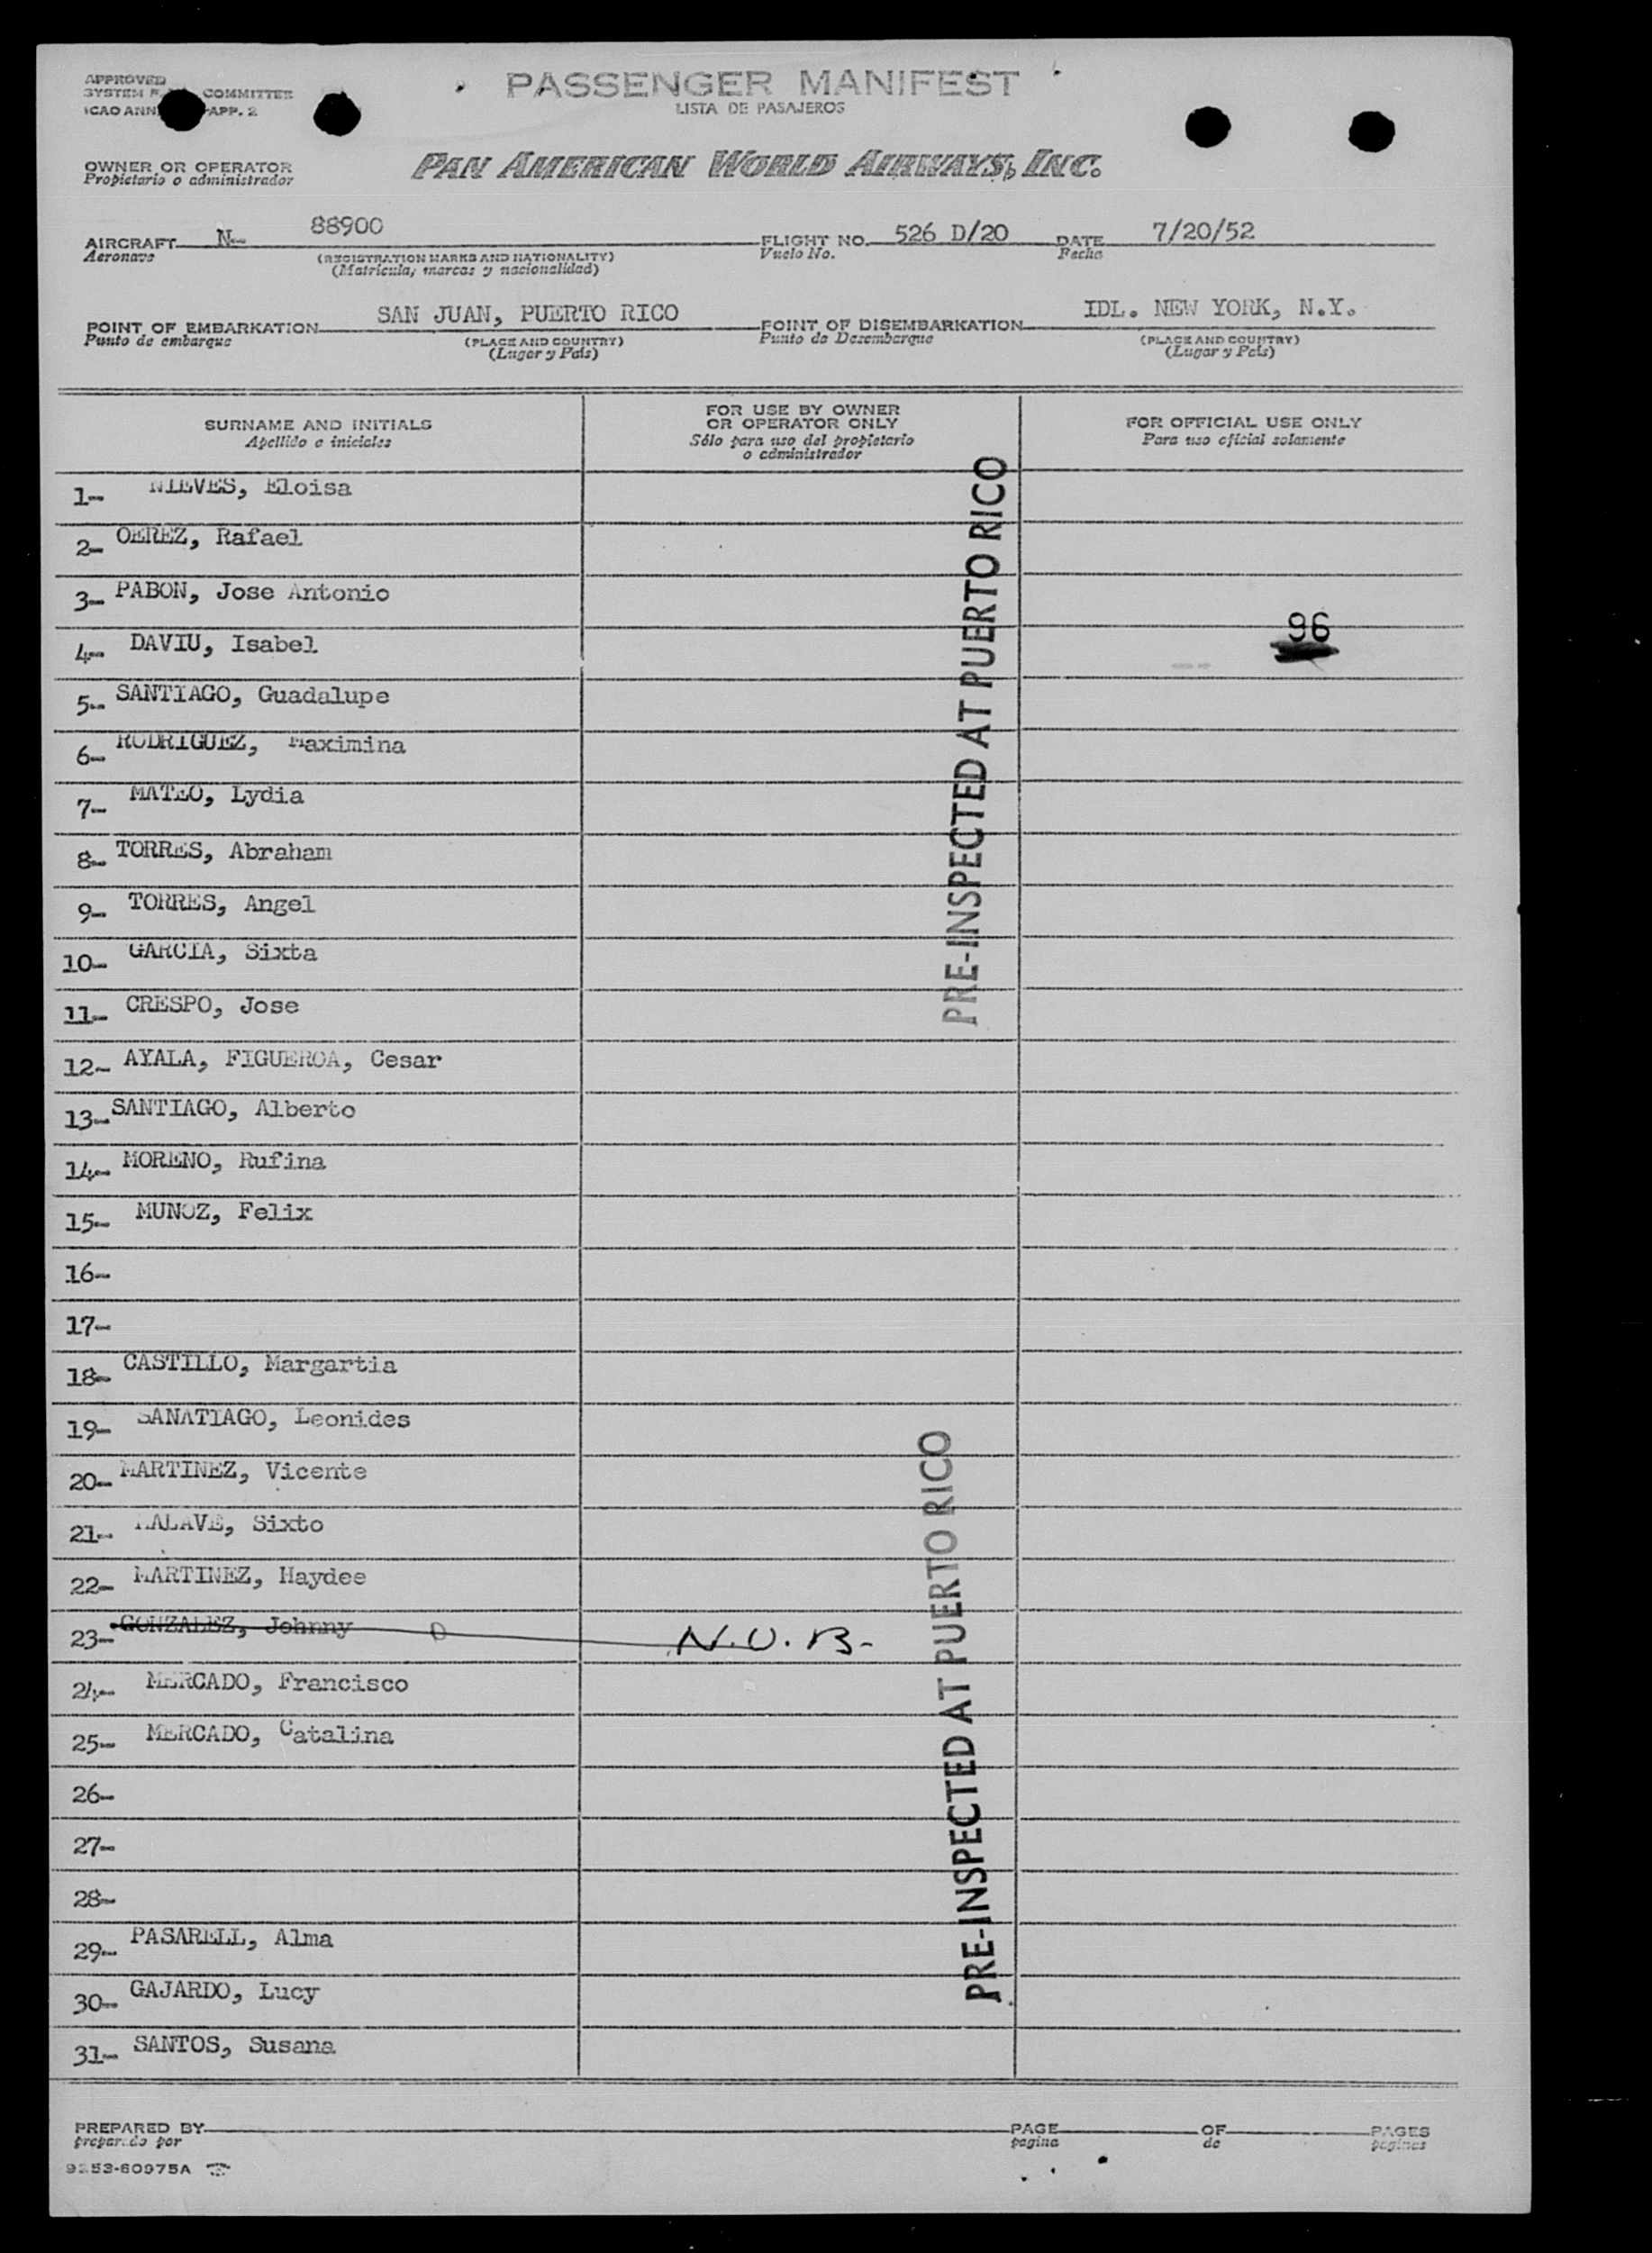 APPROVED
SYSTEM COMMITTEE
ICAO ANN APP. 2
PASSENGER MANIFEST
LISTA DE PASAJEROS
OWNER OR OPERATOR
Propietario o administrador
PAN AMERICAN WORLD AIRWAYS, INC.
AIRCRAFT N- 88900
Aeronave
(REGISTRATION MARKS AND NATIONALITY)
(Matricula, marcas y nacionalidad)
FLIGHT NO. 526 D/20
Vuelo No.
DATE 7/20/52
Fecha
POINT OF EMBARKATION SAN JUAN, PUERTO RICO
Punto de embarque
(PLACE AND COUNTRY)
(Lugar y País)
POINT OF DISEMBARKATION IDL. NEW YORK, N.Y.
Punto de Desembarque
(PLACE AND COUNTRY)
(Lugar y País)
SURNAME AND INITIALS
Apellido e iniciales
FOR USE BY OWNER
OR OPERATOR ONLY
Sólo para uso del propietario
o administrador
FOR OFFICIAL USE ONLY
Para uso oficial solamente
1- NIEVES, Eloisa
2- OEREZ, Rafael
3- PABON, Jose Antonio
96
4- DAVIU, Isabel
5- SANTIAGO, Guadalupe
6- RODRIGUEZ, Maximina
7- MATEO, Lydia
8- TORRES, Abraham
9- TORRES, Angel
10- GARCIA, Sixta
11- CRESPO, Jose
12- AYALA, FIGUEROA, Cesar
13- SANTIAGO, Alberto
14- MORENO, Rufina
15- MUNOZ, Felix
16-
17-
18- CASTILLO, Margartia
19- SANATIAGO, Leonides
20- MARTINEZ, Vicente
21- MALAVE, Sixto
22- MARTINEZ, Haydee
23- GONZALEZ, Johnny D N.O.B-
24- MERCADO, Francisco
25- MERCADO, Catalina
26-
27-
28-
29- PASARELL, Alma
30- GAJARDO, Lucy
31- SANTOS, Susana
PRE-INSPECTED AT PUERTO RICO
PRE-INSPECTED AT PUERTO RICO
PREPARED BY
preparado por
PAGE OF PAGES
pagina de paginas
9253-60975A